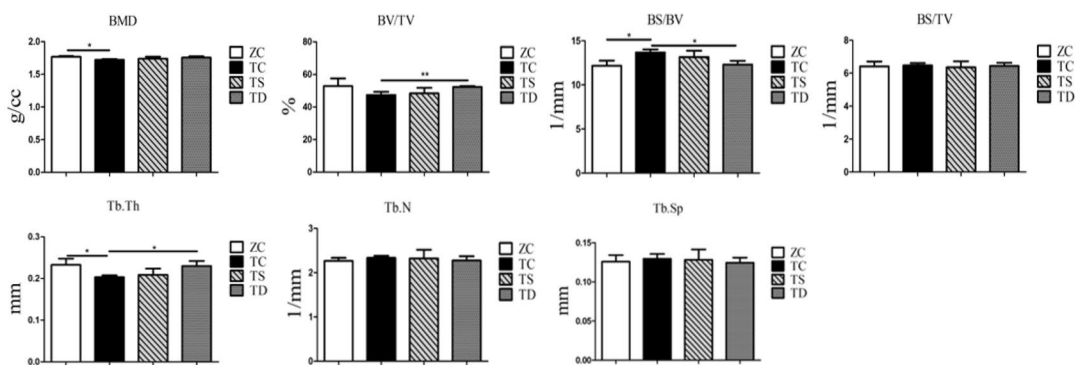 BMD
g/cc
2.0
1.5
1.0
0.5
0.0
*
ZC
TC
TS
TD
BV/TV
%
80
60
40
20
0
**
ZC
TC
TS
TD
BS/BV
1/mm
15
10
5
0
*
*
ZC
TC
TS
TD
BS/TV
1/mm
8
6
4
2
0
ZC
TC
TS
TD
Tb.Th
mm
0.3
0.2
0.1
0.0
*
*
ZC
TC
TS
TD
Tb.N
1/mm
3
2
1
0
ZC
TC
TS
TD
Tb.Sp
mm
0.15
0.10
0.05
0.00
ZC
TC
TS
TD